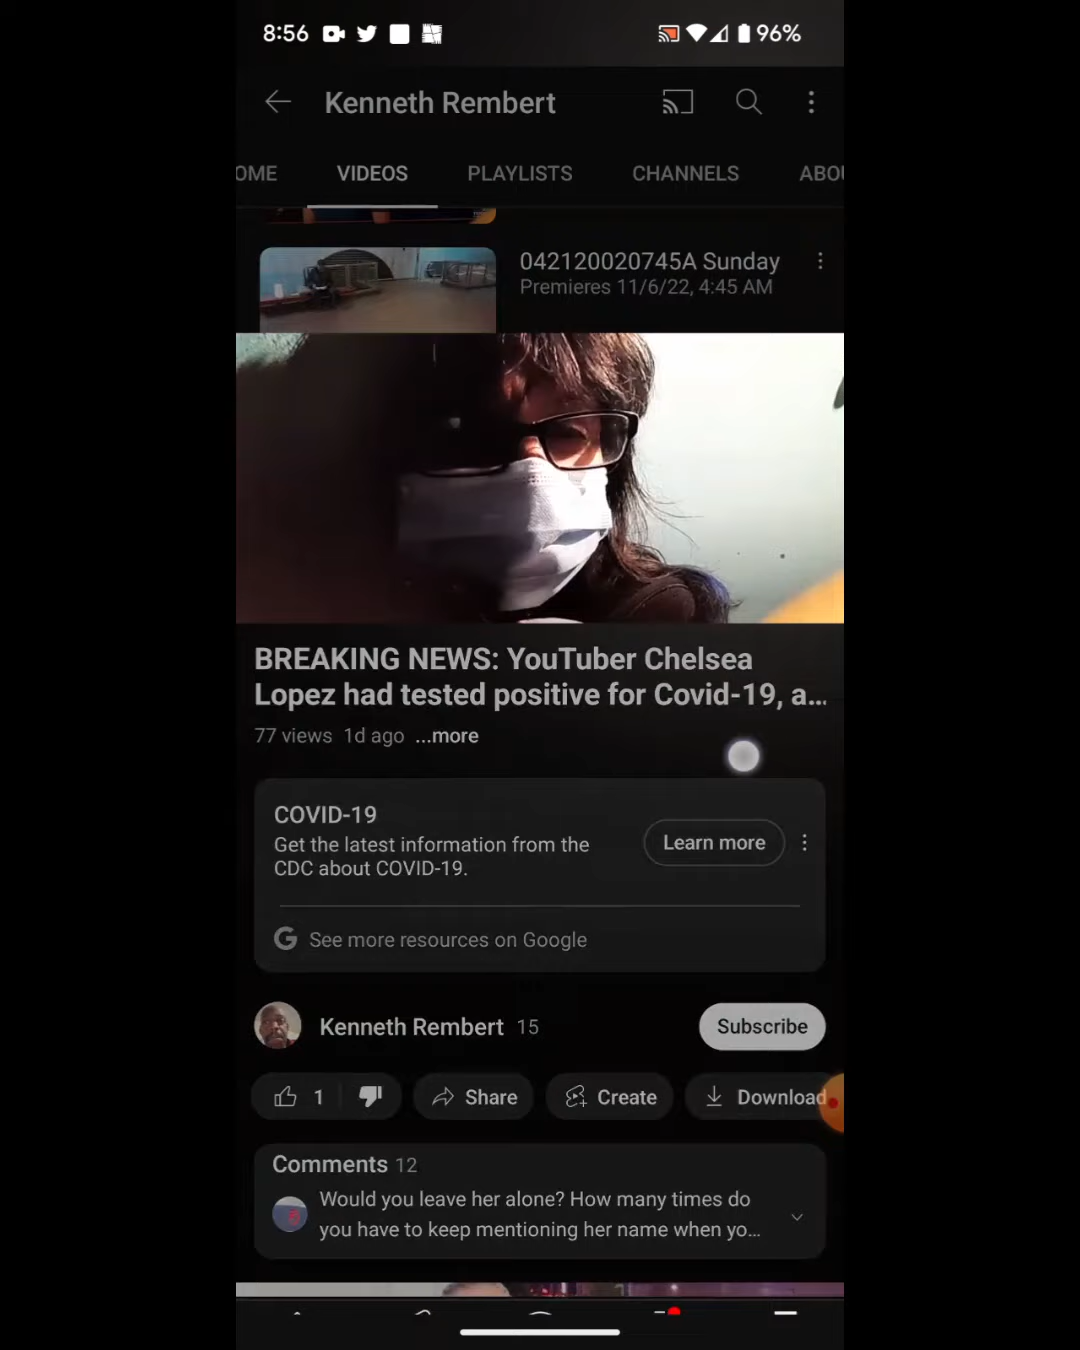 8:56
96%
Kenneth Rembert
OME VIDEOS PLAYLISTS CHANNELS ABOU
042120020745A Sunday
Premieres 11/6/22, 4:45 AM
BREAKING NEWS: YouTuber Chelsea
Lopez had tested positive for Covid-19, a...
77 views 1d ago ...more
COVID-19
Get the latest information from the
CDC about COVID-19.
Learn more
G See more resources on Google
Kenneth Rembert 15
Subscribe
1 Share Create Download
Comments 12
Would you leave her alone? How many times do
you have to keep mentioning her name when yo...